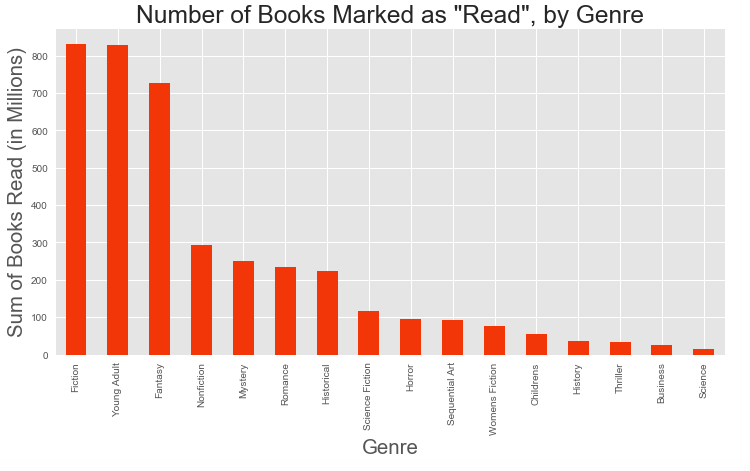 Number of Books Marked as "Read", by Genre
Sum of Books Read (in Millions)
800
700
600
500
400
300
200
100
0
Fiction
Young Adult
Fantasy
Nonfiction
Mystery
Romance
Historical
Science Fiction
Horror
Sequential Art
Womens Fiction
Childrens
History
Thriller
Business
Science
Genre